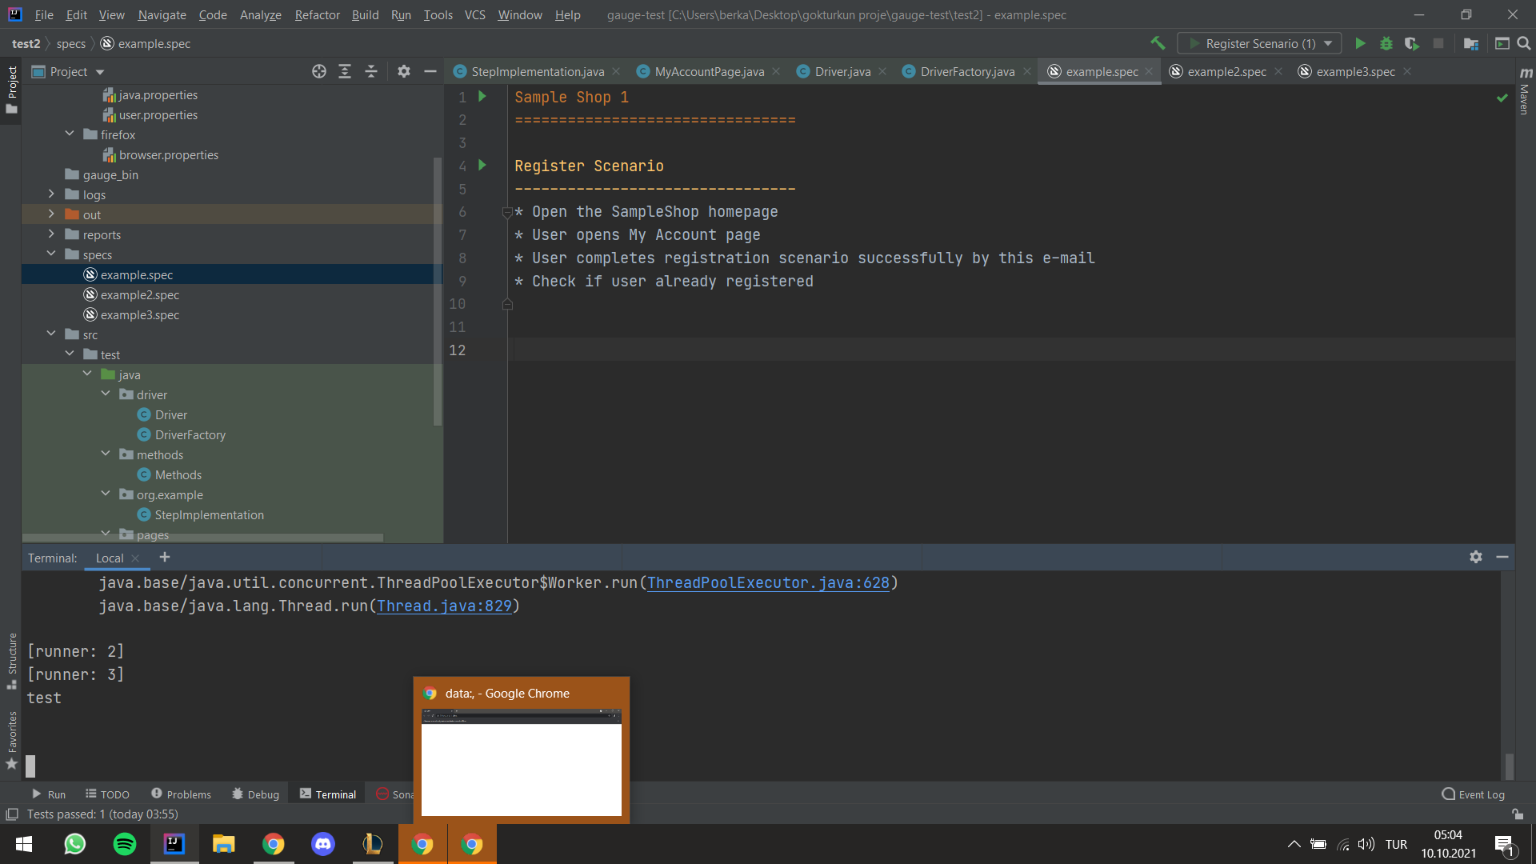 File Edit View Navigate Code Analyze Refactor Build Run Tools VCS Window Help gauge-test [C:\Users\berka\Desktop\gokturkun proje\gauge-test\test2] - example.spec
test2 specs example.spec
Register Scenario (1)
Project
StepImplementation.java MyAccountPage.java Driver.java DriverFactory.java example.spec example2.spec example3.spec
Project
Maven
java.properties
user.properties
firefox
browser.properties
gauge_bin
logs
out
reports
specs
example.spec
example2.spec
example3.spec
src
test
java
driver
Driver
DriverFactory
methods
Methods
org.example
StepImplementation
pages
1 Sample Shop 1
2 ================================
3
4 Register Scenario
5 --------------------------------
6 * Open the SampleShop homepage
7 * User opens My Account page
8 * User completes registration scenario successfully by this e-mail
9 * Check if user already registered
10
11
12
Terminal: Local
java.base/java.util.concurrent.ThreadPoolExecutor$Worker.run(ThreadPoolExecutor.java:628)
java.base/java.lang.Thread.run(Thread.java:829)
[runner: 2]
[runner: 3]
test
Structure
Favorites
data:, - Google Chrome
Run TODO Problems Debug Terminal Sona Event Log
Tests passed: 1 (today 03:55)
TUR
05:04
10.10.2021
1